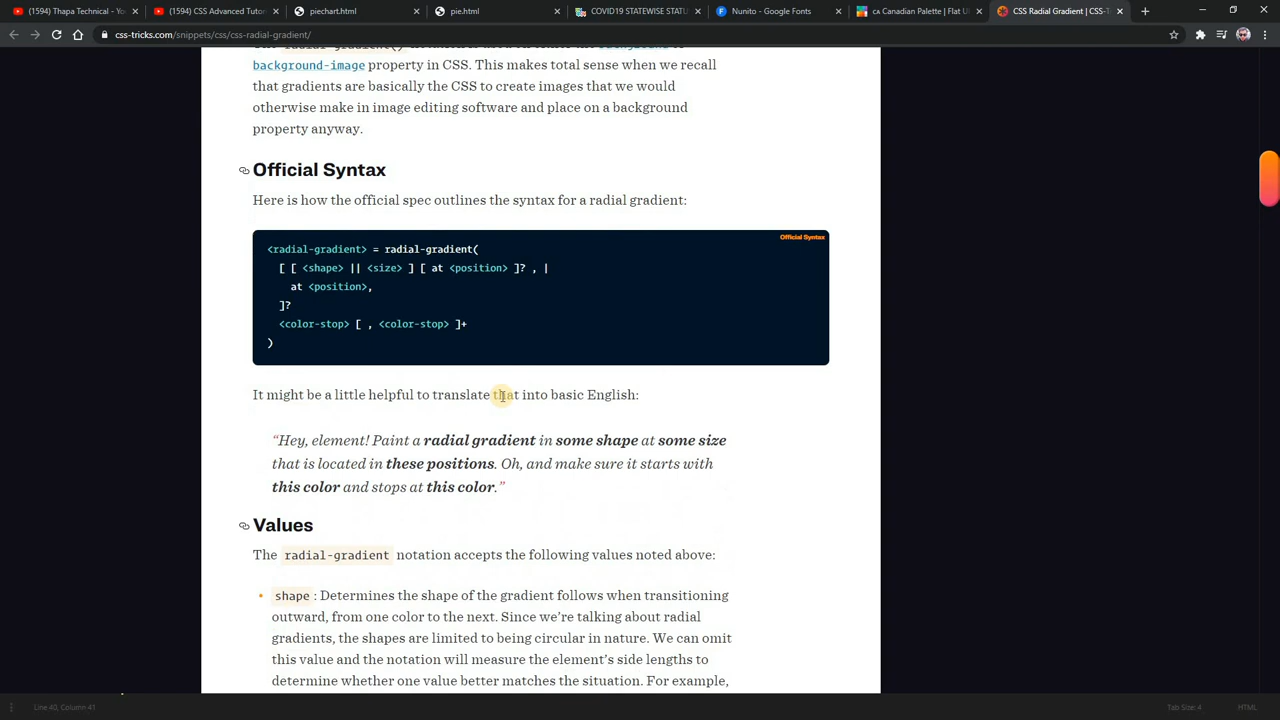 (1594) Thapa Technical - Yo
(1594) CSS Advanced Tutor
piechart.html
pie.html
COVID19 STATEWISE STATU
Nunito - Google Fonts
CA Canadian Palette | Flat UI
CSS Radial Gradient | CSS-T
css-tricks.com/snippets/css/css-radial-gradient/
background-image property in CSS. This makes total sense when we recall
that gradients are basically the CSS to create images that we would
otherwise make in image editing software and place on a background
property anyway.
Official Syntax
Here is how the official spec outlines the syntax for a radial gradient:
Official Syntax
<radial-gradient> = radial-gradient(
[ [ <shape> || <size> ] [ at <position> ]? , |
at <position>,
]?
<color-stop> [ , <color-stop> ]+
)
It might be a little helpful to translate that into basic English:
“Hey, element! Paint a radial gradient in some shape at some size
that is located in these positions. Oh, and make sure it starts with
this color and stops at this color.”
Values
The radial-gradient notation accepts the following values noted above:
• shape: Determines the shape of the gradient follows when transitioning
outward, from one color to the next. Since we’re talking about radial
gradients, the shapes are limited to being circular in nature. We can omit
this value and the notation will measure the element’s side lengths to
determine whether one value better matches the situation. For example,
Line 40, Column 41
Tab Size: 4
HTML